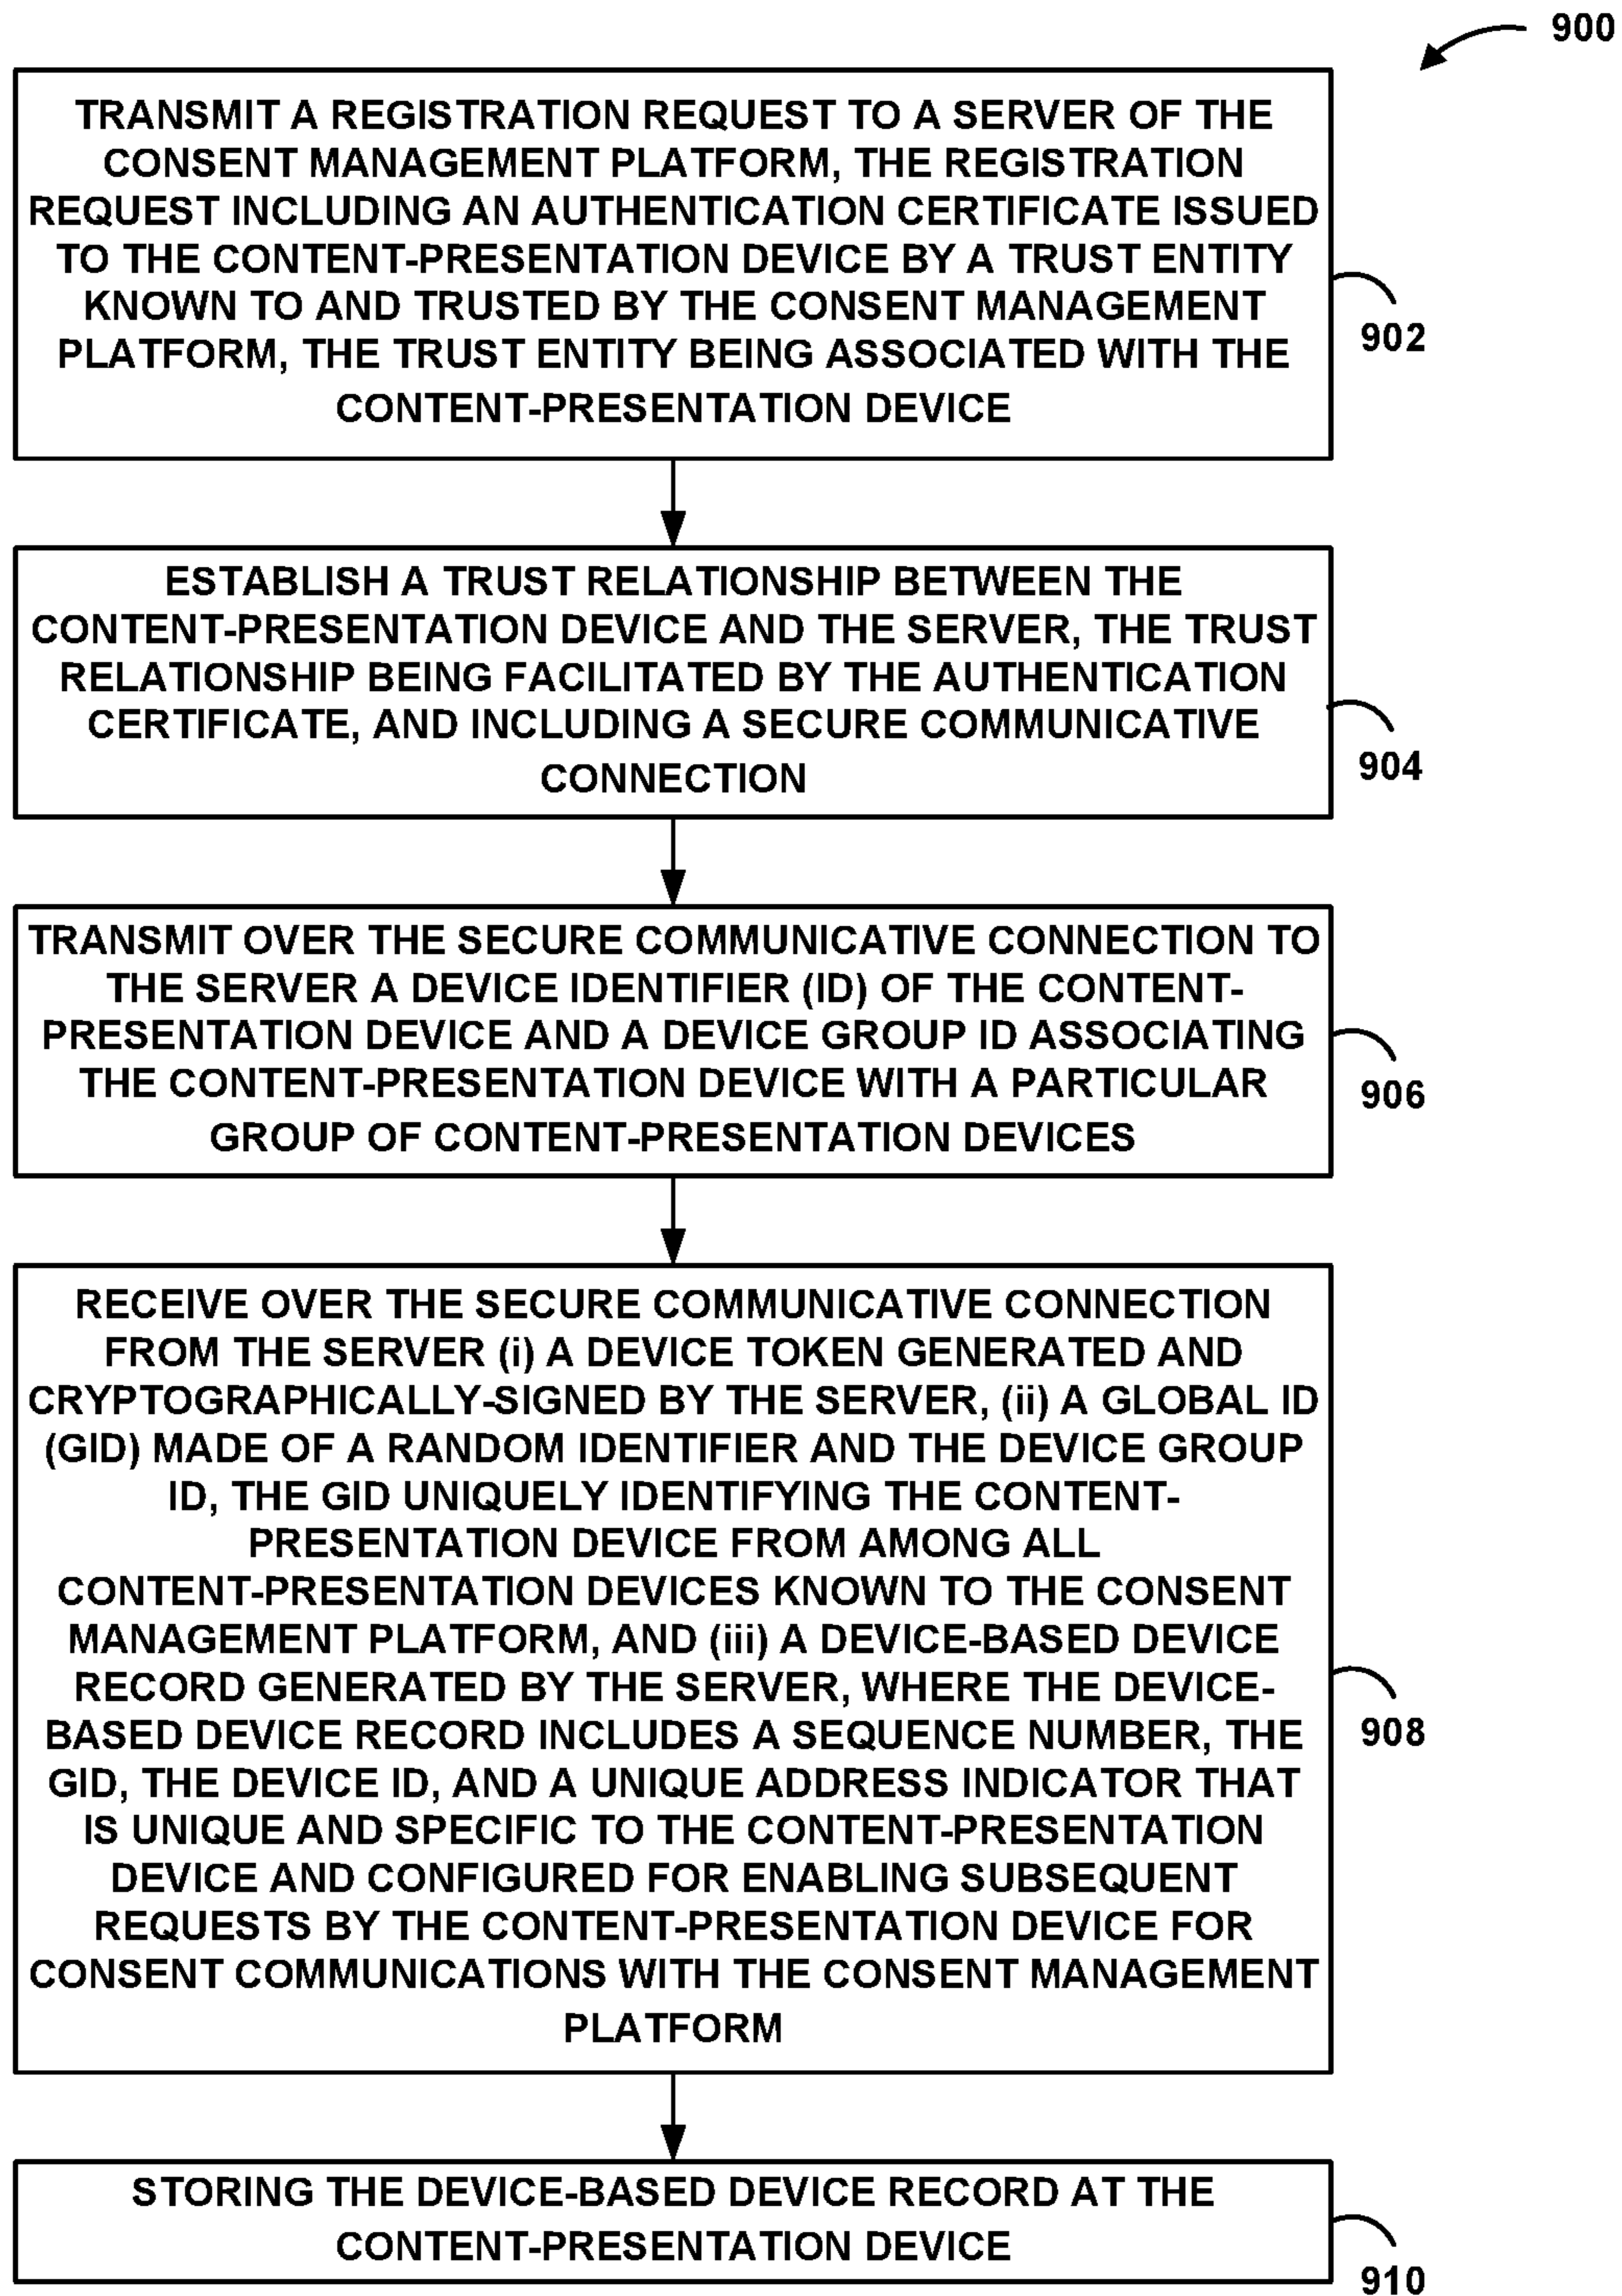 900
TRANSMIT A REGISTRATION REQUEST TO A SERVER OF THE
CONSENT MANAGEMENT PLATFORM, THE REGISTRATION
REQUEST INCLUDING AN AUTHENTICATION CERTIFICATE ISSUED
TO THE CONTENT-PRESENTATION DEVICE BY A TRUST ENTITY
KNOWN TO AND TRUSTED BY THE CONSENT MANAGEMENT
PLATFORM, THE TRUST ENTITY BEING ASSOCIATED WITH THE
CONTENT-PRESENTATION DEVICE
902
ESTABLISH A TRUST RELATIONSHIP BETWEEN THE
CONTENT-PRESENTATION DEVICE AND THE SERVER, THE TRUST
RELATIONSHIP BEING FACILITATED BY THE AUTHENTICATION
CERTIFICATE, AND INCLUDING A SECURE COMMUNICATIVE
CONNECTION
904
TRANSMIT OVER THE SECURE COMMUNICATIVE CONNECTION TO
THE SERVER A DEVICE IDENTIFIER (ID) OF THE CONTENT-
PRESENTATION DEVICE AND A DEVICE GROUP ID ASSOCIATING
THE CONTENT-PRESENTATION DEVICE WITH A PARTICULAR
GROUP OF CONTENT-PRESENTATION DEVICES
906
RECEIVE OVER THE SECURE COMMUNICATIVE CONNECTION
FROM THE SERVER (i) A DEVICE TOKEN GENERATED AND
CRYPTOGRAPHICALLY-SIGNED BY THE SERVER, (ii) A GLOBAL ID
(GID) MADE OF A RANDOM IDENTIFIER AND THE DEVICE GROUP
ID, THE GID UNIQUELY IDENTIFYING THE CONTENT-
PRESENTATION DEVICE FROM AMONG ALL
CONTENT-PRESENTATION DEVICES KNOWN TO THE CONSENT
MANAGEMENT PLATFORM, AND (iii) A DEVICE-BASED DEVICE
RECORD GENERATED BY THE SERVER, WHERE THE DEVICE-
BASED DEVICE RECORD INCLUDES A SEQUENCE NUMBER, THE
GID, THE DEVICE ID, AND A UNIQUE ADDRESS INDICATOR THAT
IS UNIQUE AND SPECIFIC TO THE CONTENT-PRESENTATION
DEVICE AND CONFIGURED FOR ENABLING SUBSEQUENT
REQUESTS BY THE CONTENT-PRESENTATION DEVICE FOR
CONSENT COMMUNICATIONS WITH THE CONSENT MANAGEMENT
PLATFORM
908
STORING THE DEVICE-BASED DEVICE RECORD AT THE
CONTENT-PRESENTATION DEVICE
910